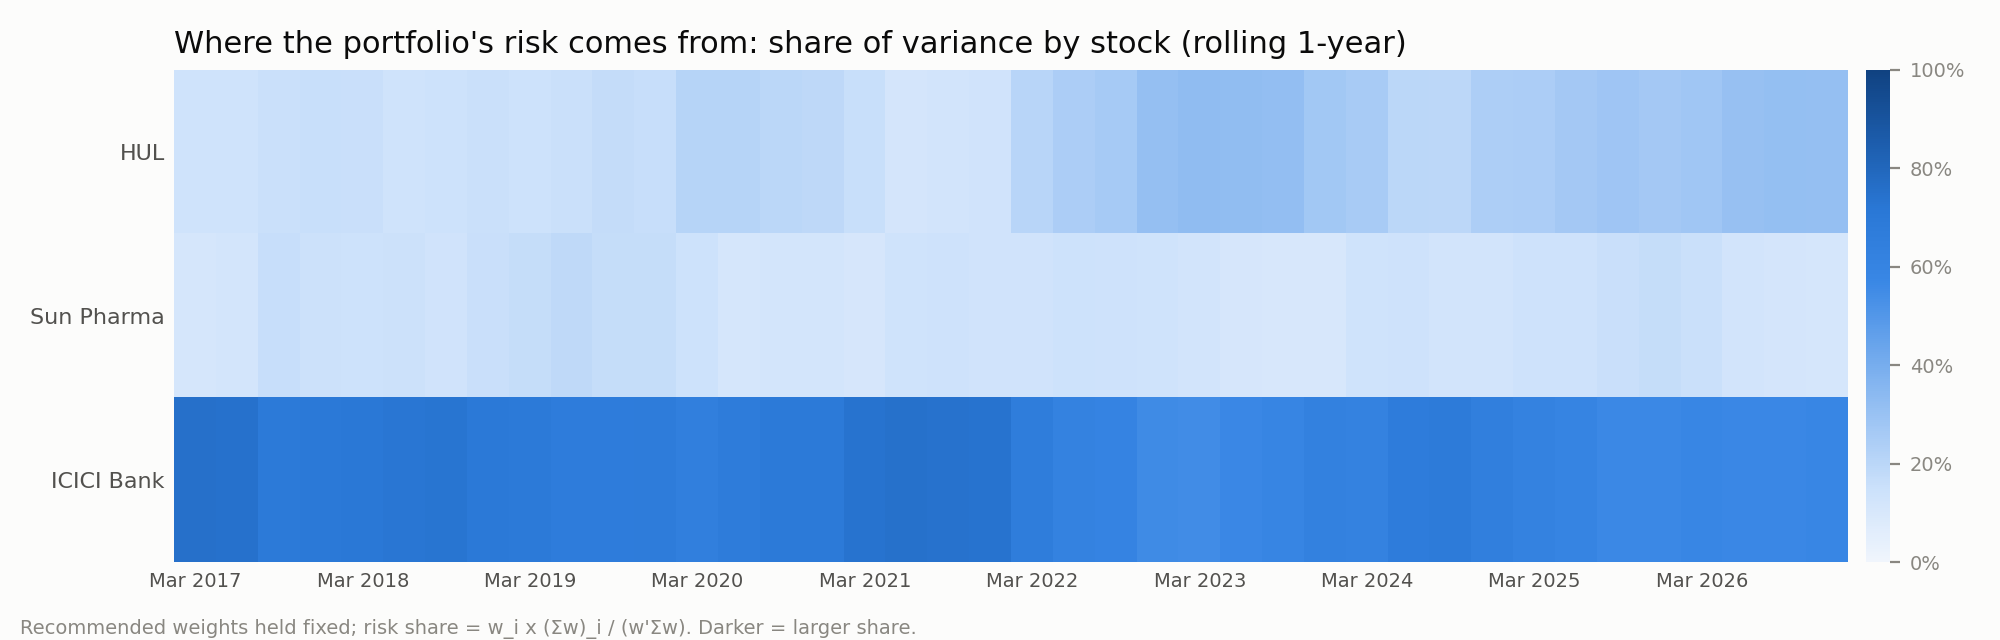 Where the portfolio's risk comes from: share of variance by stock (rolling 1-year)
100%
HUL
80%
60%
Sun Pharma
40%
20%
ICICI Bank
0%
Mar 2017 Mar 2018 Mar 2019 Mar 2020 Mar 2021 Mar 2022 Mar 2023 Mar 2024 Mar 2025 Mar 2026
Recommended weights held fixed; risk share = w_i x (Σw)_i / (w'Σw). Darker = larger share.